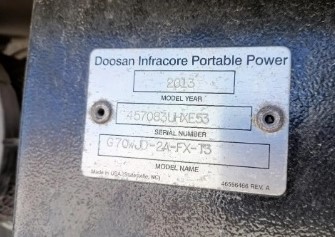 Doosan Infracore Portable Power
2013
MODEL YEAR
457083UHXE53
SERIAL NUMBER
G70WJD-2A-FX-T3
MODEL NAME
Made in USA (Statesville, NC)
46556468 REV. A